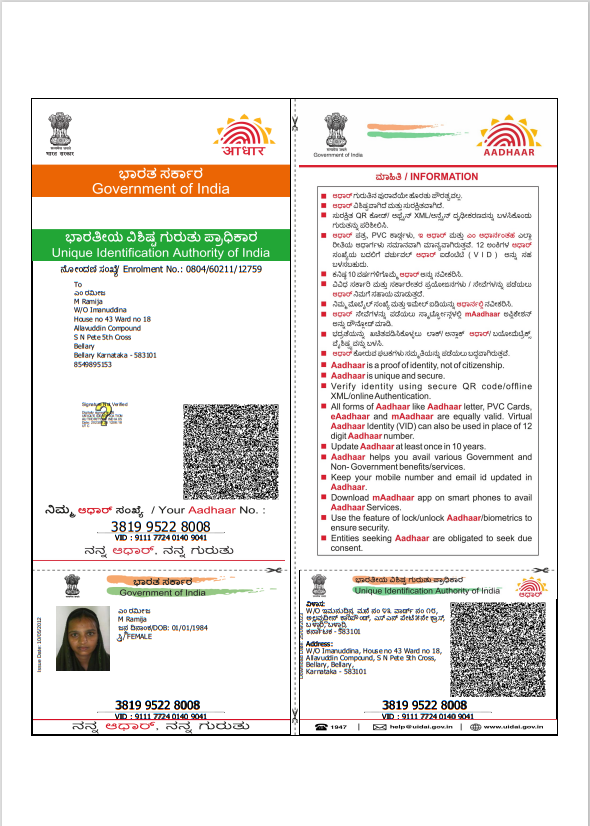 भारत सरकार
आधार
ಭಾರತ ಸರ್ಕಾರ
Government of India
ಭಾರತೀಯ ವಿಶಿಷ್ಟ ಗುರುತು ಪ್ರಾಧಿಕಾರ
Unique Identification Authority of India
ನೋಂದಣಿ ಸಂಖ್ಯೆ/ Enrolment No.: 0804/60211/12759
To
ಎಂ ರಮೀಜ
M Ramija
W/O Imanuddina
House no 43 Ward no 18
Allavuddin Compound
S N Pete 5th Cross
Bellary
Bellary Karnataka - 583101
8549895153
Signature Not Verified
ನಿಮ್ಮ ಆಧಾರ್ ಸಂಖ್ಯೆ / Your Aadhaar No. :
3819 9522 8008
VID : 9111 7724 0140 9041
ನನ್ನ ಆಧಾರ್, ನನ್ನ ಗುರುತು
Government of India
AADHAAR
ಮಾಹಿತಿ / INFORMATION
ಆಧಾರ್ ಗುರುತಿನ ಪುರಾವೆಯೇ ಹೊರತು ಪೌರತ್ವವಲ್ಲ.
ಆಧಾರ್ ವಿಶಿಷ್ಟವಾಗಿದೆ ಮತ್ತು ಸುರಕ್ಷಿತವಾಗಿದೆ.
ಸುರಕ್ಷಿತ QR ಕೋಡ್/ ಆಫ್ಲೈನ್ XML/ಆನ್ಲೈನ್ ದೃಢೀಕರಣವನ್ನು ಬಳಸಿಕೊಂಡು
ಗುರುತನ್ನು ಪರಿಶೀಲಿಸಿ.
ಆಧಾರ್ ಪತ್ರ, PVC ಕಾರ್ಡ್ಗಳು, ಇ ಆಧಾರ್ ಮತ್ತು ಎಂ ಆಧಾರ್ನಂತಹ ಎಲ್ಲಾ
ರೀತಿಯ ಆಧಾರ್ಗಳು ಸಮಾನವಾಗಿ ಮಾನ್ಯವಾಗಿರುತ್ತವೆ. 12 ಅಂಕಿಗಳ ಆಧಾರ್
ಸಂಖ್ಯೆಯ ಬದಲಿಗೆ ವರ್ಚುವಲ್ ಆಧಾರ್ ಐಡೆಂಟಿಟಿ (VID) ಅನ್ನು ಸಹ
ಬಳಸಬಹುದು.
ಕನಿಷ್ಠ 10 ವರ್ಷಗಳಿಗೊಮ್ಮೆ ಆಧಾರ್ ಅನ್ನು ನವೀಕರಿಸಿ.
ವಿವಿಧ ಸರ್ಕಾರಿ ಮತ್ತು ಸರ್ಕಾರೇತರ ಪ್ರಯೋಜನಗಳು / ಸೇವೆಗಳನ್ನು ಪಡೆಯಲು
ಆಧಾರ್ ನಿಮಗೆ ಸಹಾಯ ಮಾಡುತ್ತದೆ.
ನಿಮ್ಮ ಮೊಬೈಲ್ ಸಂಖ್ಯೆ ಮತ್ತು ಇಮೇಲ್ ಐಡಿಯನ್ನು ಆಧಾರ್ನಲ್ಲಿ ನವೀಕರಿಸಿ.
ಆಧಾರ್ ಸೇವೆಗಳನ್ನು ಪಡೆಯಲು ಸ್ಮಾರ್ಟ್ಫೋನ್ಗಳಲ್ಲಿ mAadhaar ಅಪ್ಲಿಕೇಶನ್
ಅನ್ನು ಡೌನ್ಲೋಡ್ ಮಾಡಿ.
ಭದ್ರತೆಯನ್ನು ಖಚಿತಪಡಿಸಿಕೊಳ್ಳಲು ಲಾಕ್/ ಅನ್ಲಾಕ್ ಆಧಾರ್/ ಬಯೋಮೆಟ್ರಿಕ್ಸ್
ವೈಶಿಷ್ಟ್ಯವನ್ನು ಬಳಸಿ.
ಆಧಾರ್ ಕೋರುವ ಘಟಕಗಳು ಸಮ್ಮತಿಯನ್ನು ಪಡೆಯಲು ಬದ್ಧವಾಗಿರುತ್ತವೆ.
Aadhaar is a proof of identity, not of citizenship.
Aadhaar is unique and secure.
Verify identity using secure QR code/offline
XML/online Authentication.
All forms of Aadhaar like Aadhaar letter, PVC Cards,
eAadhaar and mAadhaar are equally valid. Virtual
Aadhaar Identity (VID) can also be used in place of 12
digit Aadhaar number.
Update Aadhaar at least once in 10 years.
Aadhaar helps you avail various Government and
Non- Government benefits/services.
Keep your mobile number and email id updated in
Aadhaar.
Download mAadhaar app on smart phones to avail
Aadhaar Services.
Use the feature of lock/unlock Aadhaar/biometrics to
ensure security.
Entities seeking Aadhaar are obligated to seek due
consent.
ಭಾರತ ಸರ್ಕಾರ
Government of India
Issue Date: 11/05/2012
ಎಂ ರಮೀಜ
M Ramija
ಜನ್ಮ ದಿನಾಂಕ/DOB: 01/01/1984
ಸ್ತ್ರೀ/ FEMALE
3819 9522 8008
VID : 9111 7724 0140 9041
ನನ್ನ ಆಧಾರ್, ನನ್ನ ಗುರುತು
ಭಾರತೀಯ ವಿಶಿಷ್ಟ ಗುರುತು ಪ್ರಾಧಿಕಾರ
Unique Identification Authority of India
ಆಧಾರ್
ವಿಳಾಸ:
ಕರ್ನಾಟಕ - 583101
Address:
W/O Imanuddina, House no 43 Ward no 18,
Allavuddin Compound, S N Pete 5th Cross,
Bellary, Bellary,
Karnataka - 583101
3819 9522 8008
VID : 9111 7724 0140 9041
1947
help@uidai.gov.in
www.uidai.gov.in